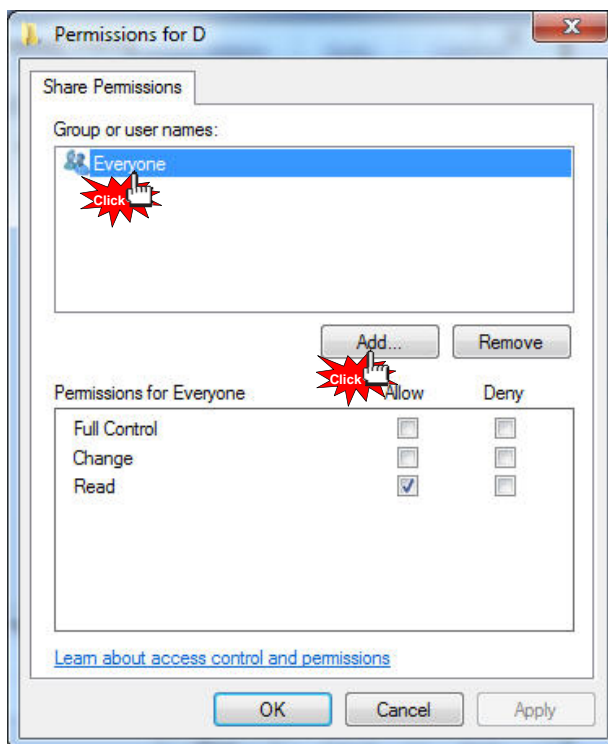 Permissions for D
Share Permissions
Group or user names:
Everyone
Click
Add... Remove
Click
Permissions for Everyone Allow Deny
Full Control
Change
Read
Learn about access control and permissions
OK Cancel Apply